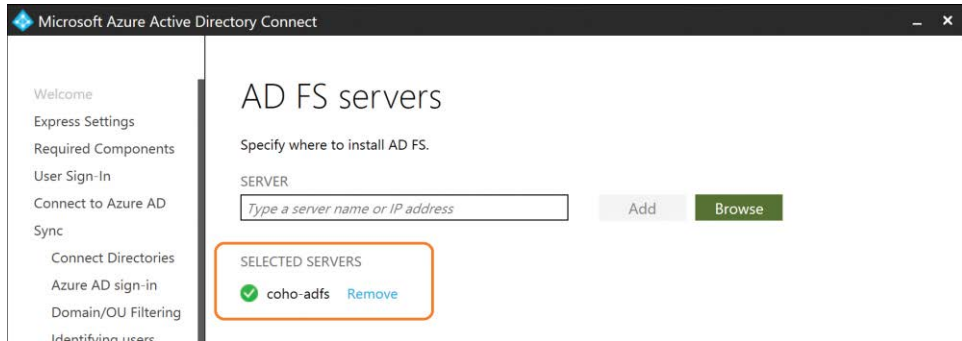 Microsoft Azure Active Directory Connect
Welcome
Express Settings
Required Components
User Sign-In
Connect to Azure AD
Sync
Connect Directories
Azure AD sign-in
Domain/OU Filtering
Identifying users
AD FS servers
Specify where to install AD FS.
SERVER
Type a server name or IP address
Add
Browse
SELECTED SERVERS
coho-adfs Remove